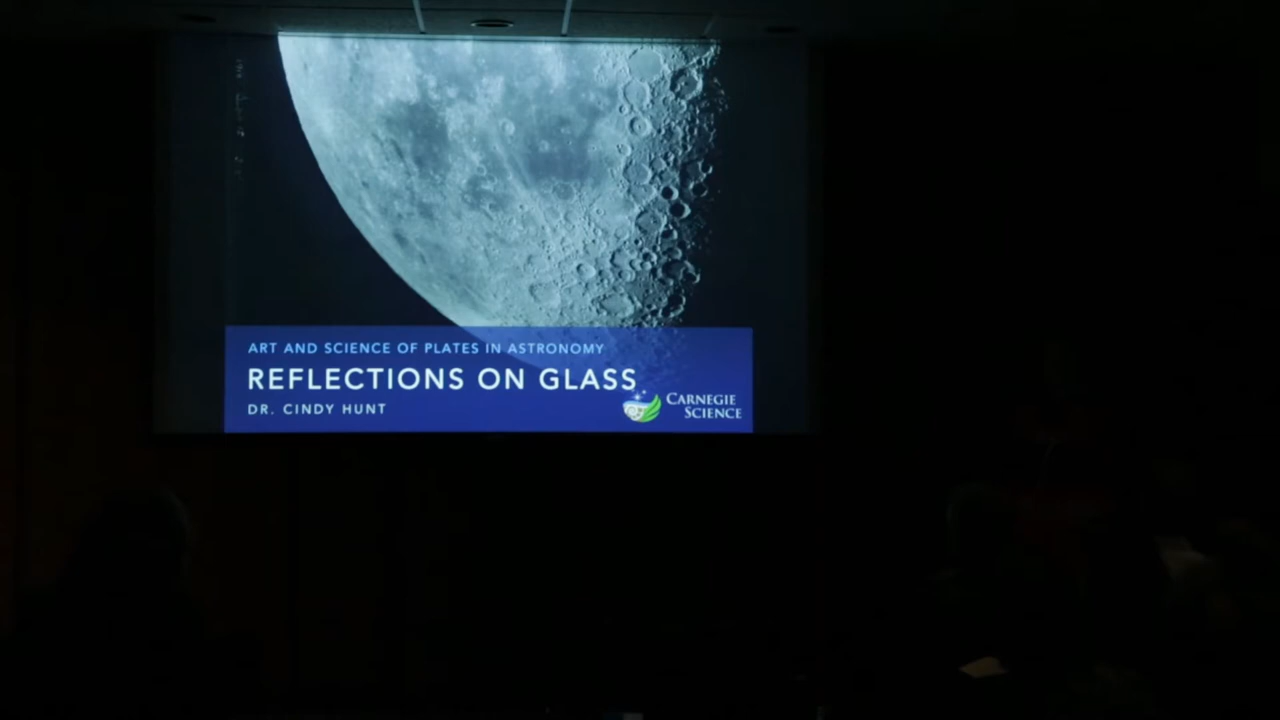 ART AND SCIENCE OF PLATES IN ASTRONOMY
REFLECTIONS ON GLASS
DR. CINDY HUNT
CARNEGIE
SCIENCE